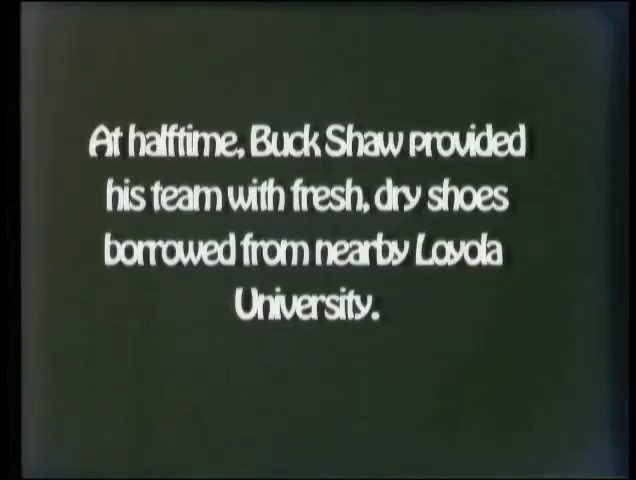 At halftime, Buck Shaw provided
his team with fresh, dry shoes
borrowed from nearby Loyola
University.